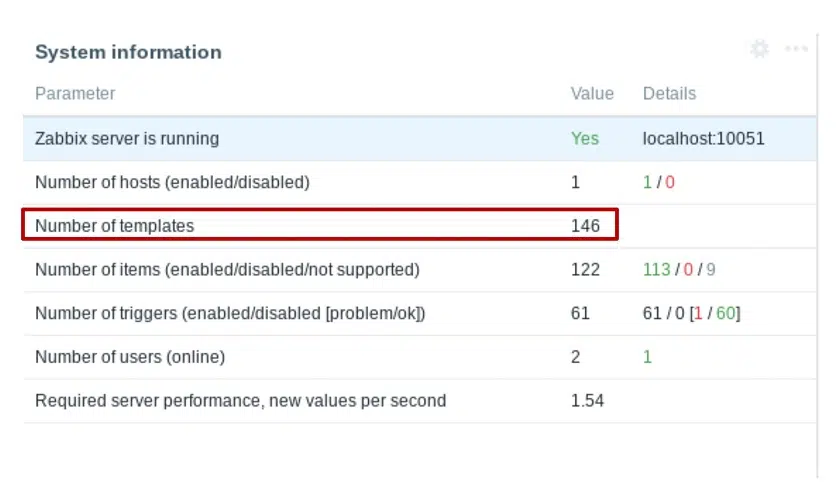 System information
Parameter Value Details
Zabbix server is running Yes localhost:10051
Number of hosts (enabled/disabled) 1 1 / 0
Number of templates 146
Number of items (enabled/disabled/not supported) 122 113 / 0 / 9
Number of triggers (enabled/disabled [problem/ok]) 61 61 / 0 [1 / 60]
Number of users (online) 2 1
Required server performance, new values per second 1.54